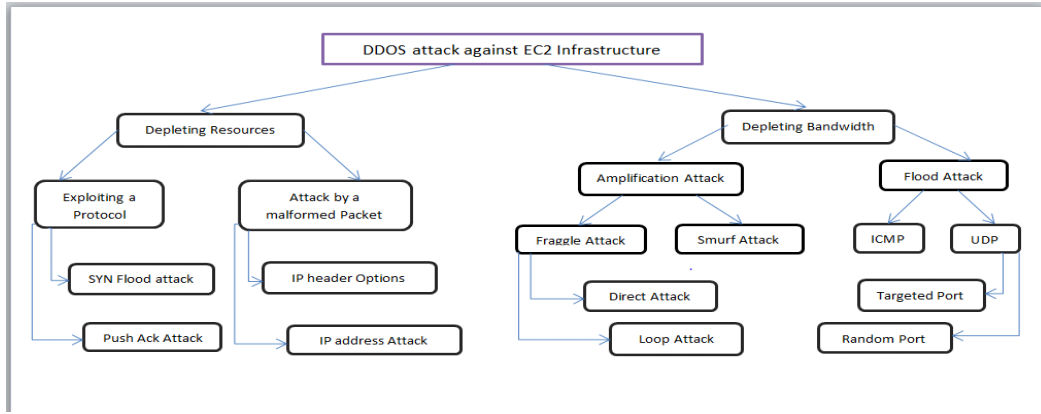 DDOS attack against EC2 Infrastructure
Depleting Resources
Depleting Bandwidth
Exploiting a
Protocol
Attack by a
malformed Packet
Amplification Attack
Flood Attack
Fraggle Attack
Smurf Attack
ICMP
UDP
SYN Flood attack
IP header Options
Direct Attack
Targeted Port
Push Ack Attack
IP address Attack
Loop Attack
Random Port